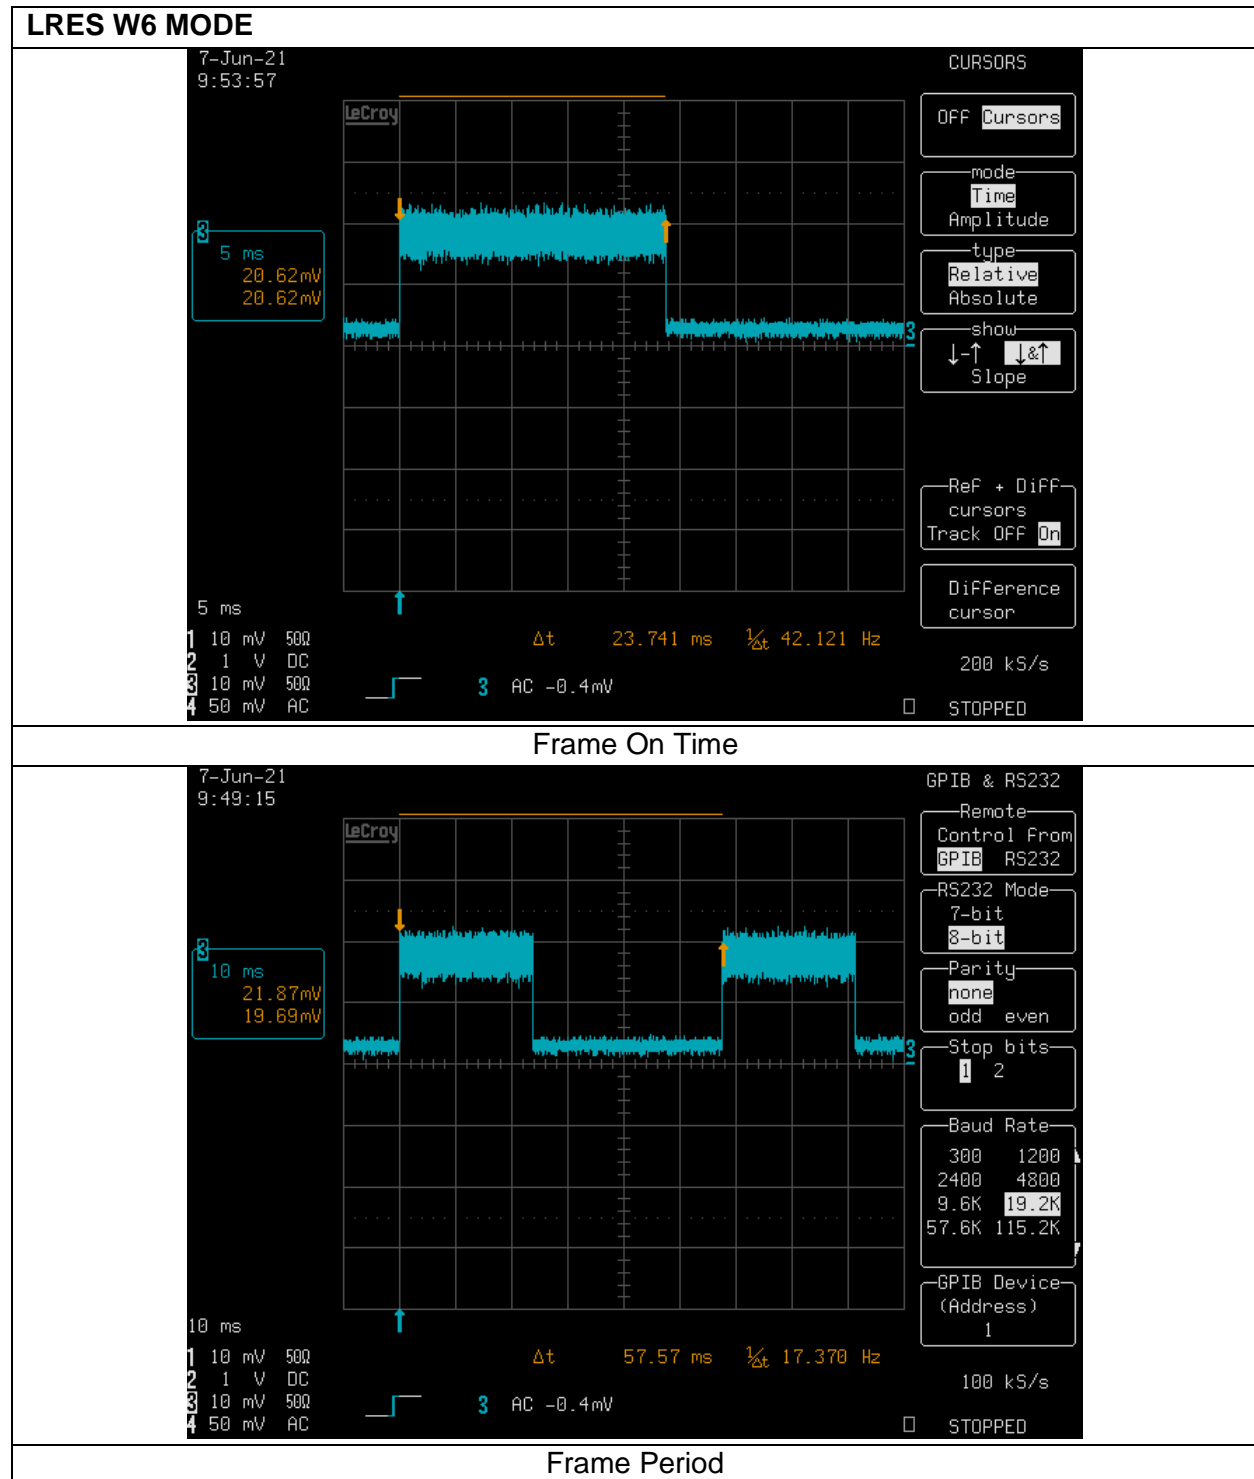 LRES W6 MODE
7-Jun-21
9:53:57
CURSORS
LeCroy
OFF Cursors
mode
Time
Amplitude
3
5 ms
20.62mV
20.62mV
type
Relative
Absolute
3
show
↓-↑ ↓&↑
Slope
Ref + Diff
cursors
Track OFF On
Difference
cursor
5 ms
1 10 mV 50Ω
2 1 V DC
3 10 mV 50Ω
4 50 mV AC
Δt 23.741 ms 1/Δt 42.121 Hz
3 AC -0.4mV
200 kS/s
□ STOPPED
Frame On Time
7-Jun-21
9:49:15
GPIB & RS232
LeCroy
Remote
Control From
GPIB RS232
RS232 Mode
7-bit
8-bit
3
10 ms
21.87mV
19.69mV
Parity
none
odd even
3
Stop bits
1 2
Baud Rate
300 1200
2400 4800
9.6K 19.2K
57.6K 115.2K
GPIB Device
(Address)
1
10 ms
1 10 mV 50Ω
2 1 V DC
3 10 mV 50Ω
4 50 mV AC
Δt 57.57 ms 1/Δt 17.370 Hz
3 AC -0.4mV
100 kS/s
□ STOPPED
Frame Period